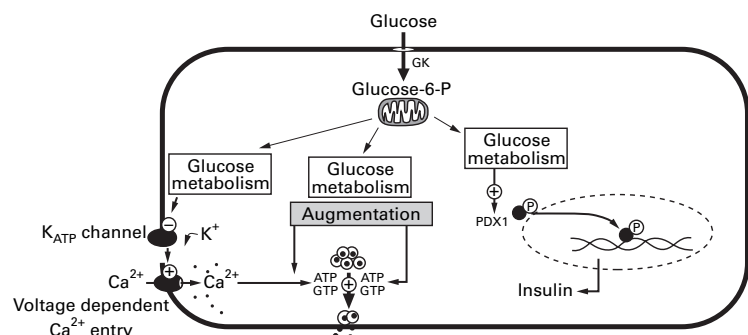 Glucose
GK
Glucose-6-P
Glucose
metabolism
Glucose
metabolism
Glucose
metabolism
Augmentation
−
K_ATP channel
K⁺
+
PDX1
P
P
+
Ca²⁺
Ca²⁺
ATP
GTP
+
ATP
GTP
Insulin
Voltage dependent
Ca²⁺ entry